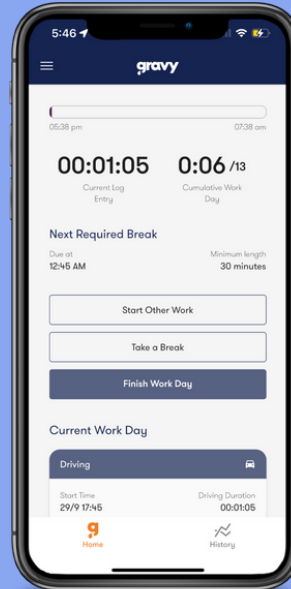 5:46
gravy
05:38 pm 07:38 am
00:01:05 0:06 /13
Current Log Entry Cumulative Work Day
Next Required Break
Due at Minimum length
12:45 AM 30 minutes
Start Other Work
Take a Break
Finish Work Day
Current Work Day
Driving
Start Time Driving Duration
29/9 17:45 00:01:05
g
Home History